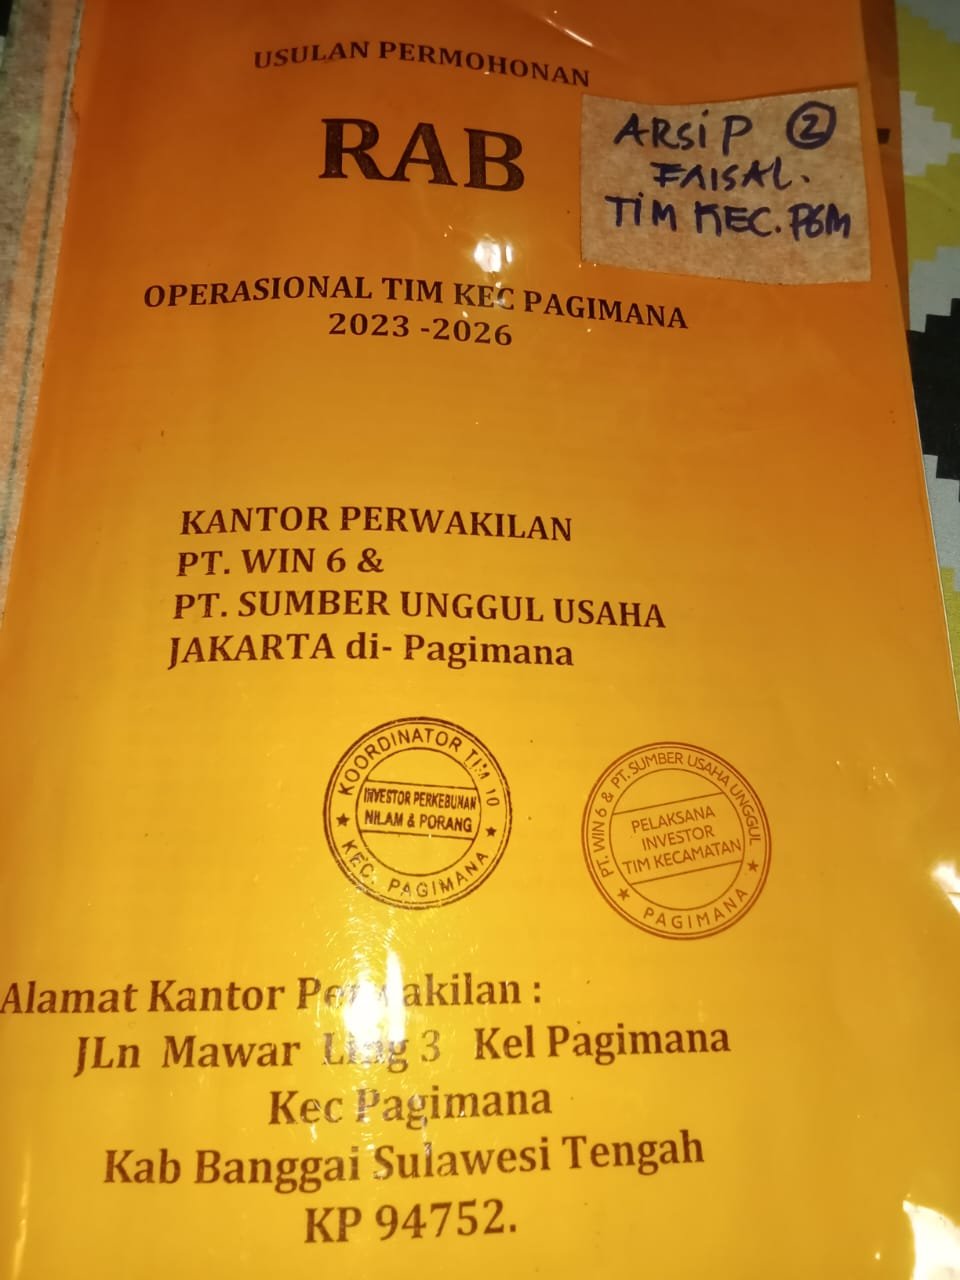 USULAN PERMOHONAN
RAB
ARSIP 2
FAISAL.
TIM KEC. PGM
OPERASIONAL TIM KEC PAGIMANA
2023 -2026
KANTOR PERWAKILAN
PT. WIN 6 &
PT. SUMBER UNGGUL USAHA
JAKARTA di- Pagimana
KOORDINATOR TIM 10
INVESTOR PERKEBUNAN
NILAM & PORANG
KEC. PAGIMANA
PT. WIN 6 & PT. SUMBER USAHA UNGGUL
PELAKSANA
INVESTOR
TIM KECAMATAN
PAGIMANA
Alamat Kantor Perwakilan :
JLn Mawar Ling 3 Kel Pagimana
Kec Pagimana
Kab Banggai Sulawesi Tengah
KP 94752.